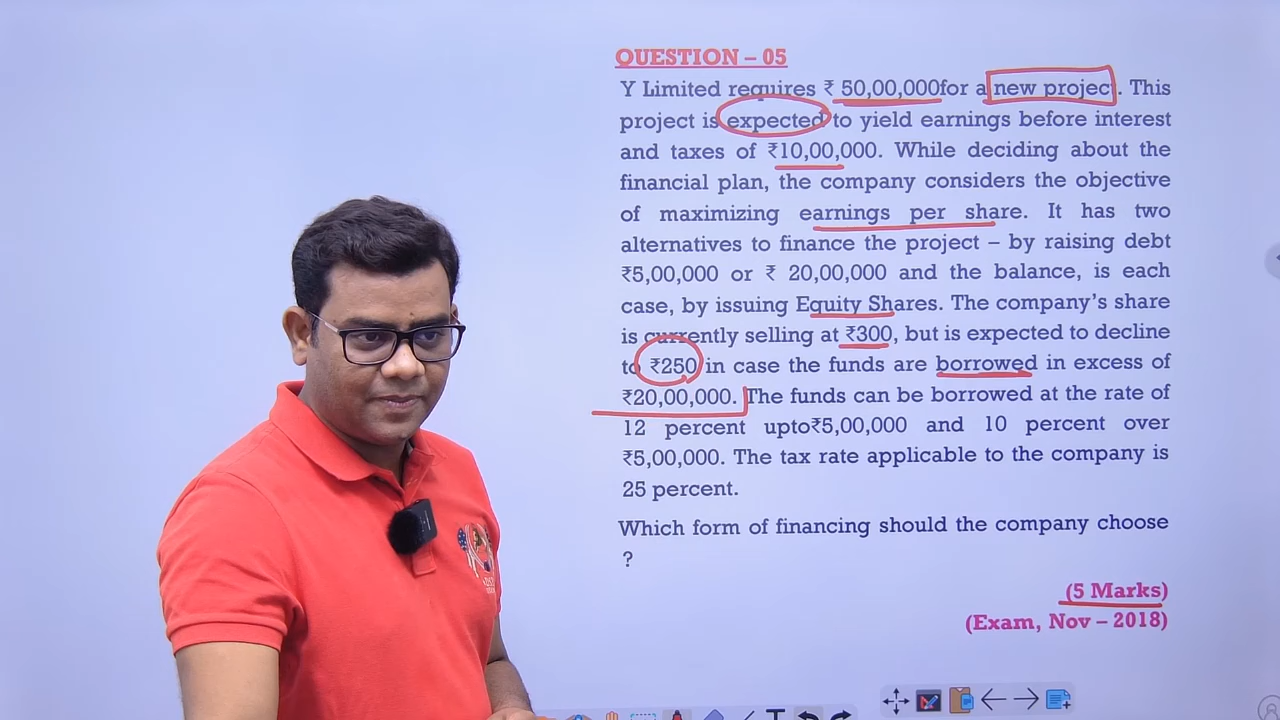 QUESTION – 05
Y Limited requires ₹ 50,00,000for a new project. This
project is expected to yield earnings before interest
and taxes of ₹10,00,000. While deciding about the
financial plan, the company considers the objective
of maximizing earnings per share. It has two
alternatives to finance the project – by raising debt
₹5,00,000 or ₹ 20,00,000 and the balance, is each
case, by issuing Equity Shares. The company's share
is currently selling at ₹300, but is expected to decline
to ₹250 in case the funds are borrowed in excess of
₹20,00,000. The funds can be borrowed at the rate of
12 percent upto₹5,00,000 and 10 percent over
₹5,00,000. The tax rate applicable to the company is
25 percent.
Which form of financing should the company choose
?
(5 Marks)
(Exam, Nov – 2018)